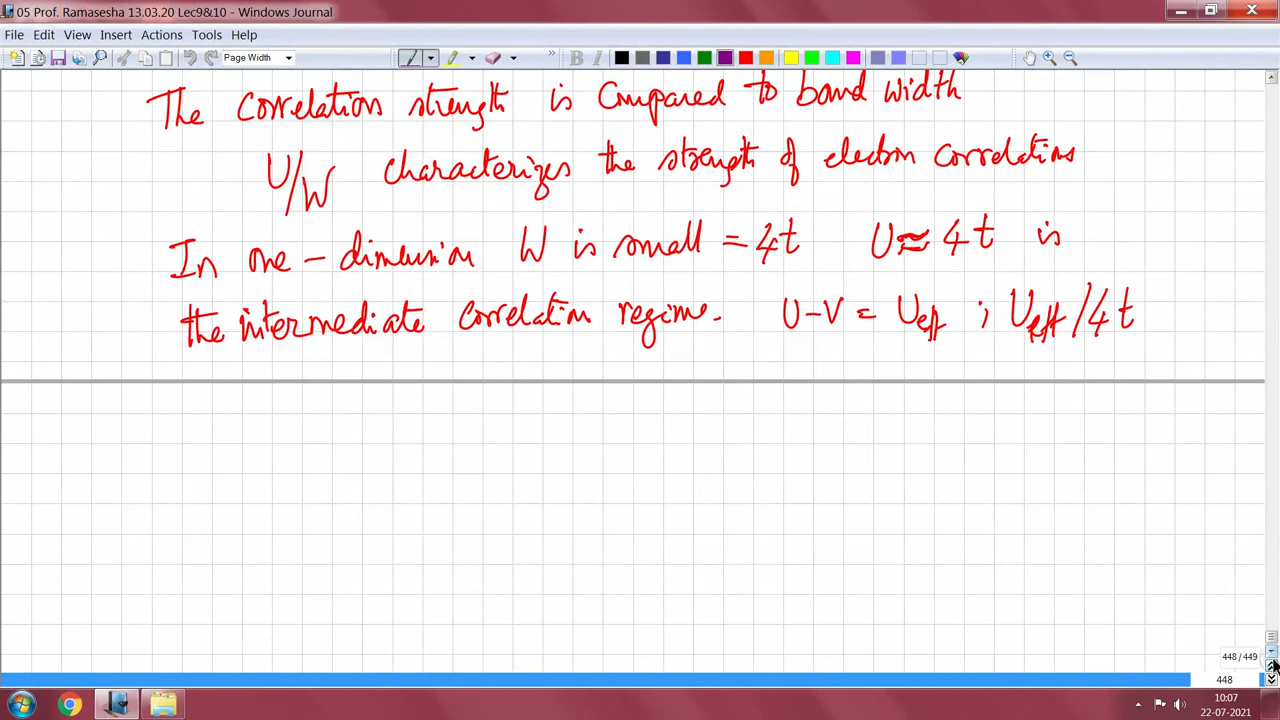 05 Prof. Ramasesha 13.03.20 Lec9&10 - Windows Journal
File Edit View Insert Actions Tools Help
Page Width
The Correlations strength is Compared to band width
U/W characterizes the strength of electron correlations
In one-dimension W is small = 4t U ≈ 4t is
the intermediate correlation regime. U-V = Ueff ; Ueff/4t
448 / 449
448
10:07
22-07-2021